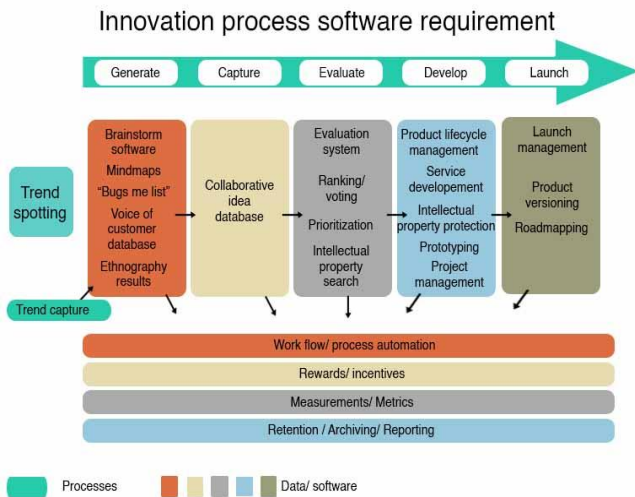 Innovation process software requirement
Generate
Capture
Evaluate
Develop
Launch
Trend
spotting
Trend capture
Brainstorm
software
Mindmaps
"Bugs me list"
Voice of
customer
database
Ethnography
results
Collaborative
idea
database
Evaluation
system
Ranking/
voting
Prioritization
Intellectual
property
search
Product lifecycle
management
Service
developement
Intellectual
property protection
Prototyping
Project
management
Launch
management
Product
versioning
Roadmapping
Work flow/ process automation
Rewards/ incentives
Measurements/ Metrics
Retention / Archiving/ Reporting
Processes
Data/ software